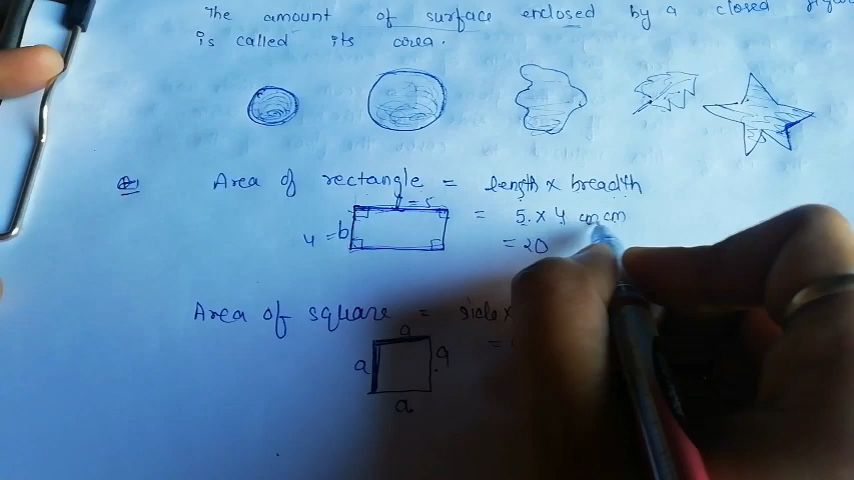 The amount of surface enclosed by a closed
is called its area.
Area of rectangle = length × breadth
l = 5
= 5. × 4 cm cm
4 = b
= 20
Area of square = side ×
a
a
a
=
a